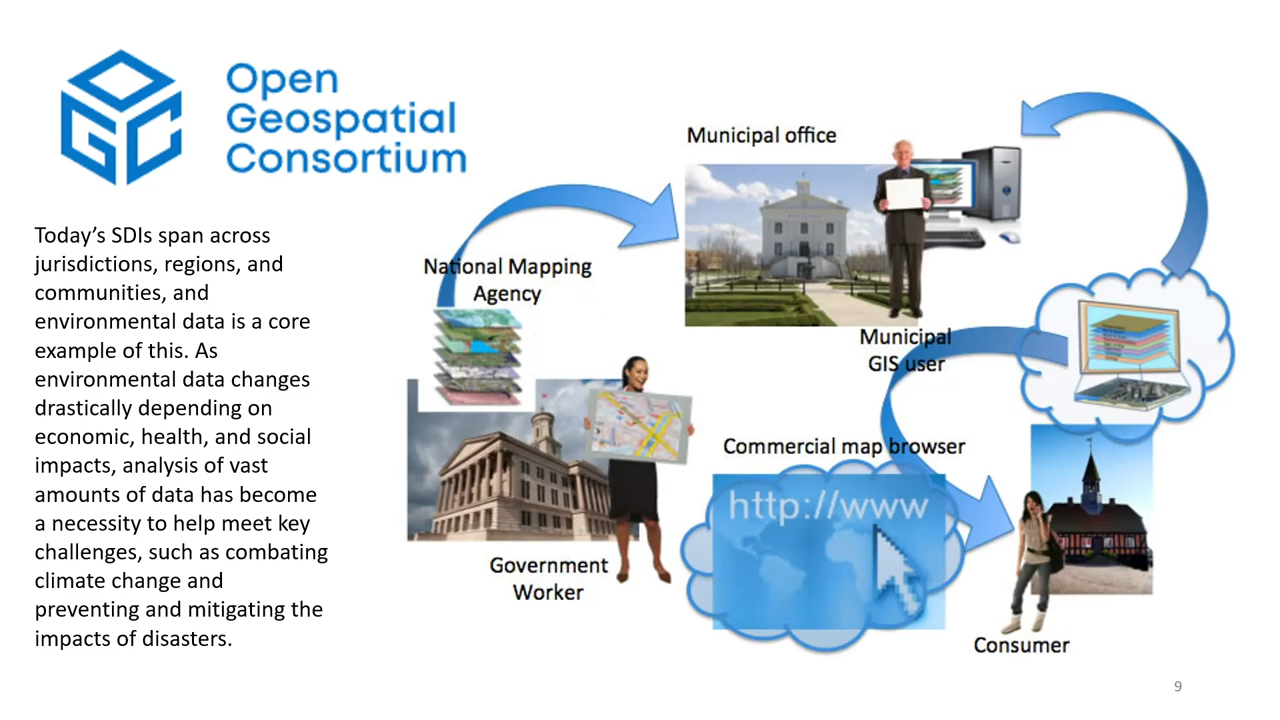 OGC
Open
Geospatial
Consortium
Today’s SDIs span across
jurisdictions, regions, and
communities, and
environmental data is a core
example of this. As
environmental data changes
drastically depending on
economic, health, and social
impacts, analysis of vast
amounts of data has become
a necessity to help meet key
challenges, such as combating
climate change and
preventing and mitigating the
impacts of disasters.
National Mapping
Agency
Government
Worker
Municipal office
Municipal
GIS user
Commercial map browser
http://www
Consumer
9